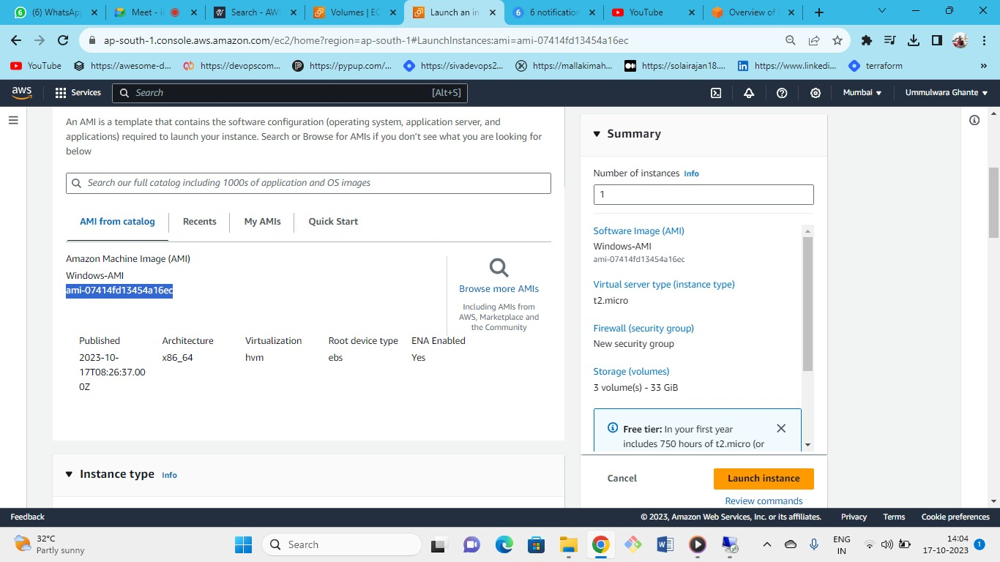 (6) WhatsAp
Meet - ii
Search - AW
Volumes | EC
Launch an in
6 notification
YouTube
Overview of
ap-south-1.console.aws.amazon.com/ec2/home?region=ap-south-1#LaunchInstances:ami=ami-07414fd13454a16ec
YouTube
https://awesome-d...
https://devopscom...
https://pypup.com/...
https://sivadevops2...
https://mallakimah...
https://solairajan18....
https://www.linkedi...
terraform
aws
Services
Search
[Alt+S]
Mumbai
Ummulwara Ghante
An AMI is a template that contains the software configuration (operating system, application server, and
applications) required to launch your instance. Search or Browse for AMIs if you don't see what you are looking for
below
Search our full catalog including 1000s of application and OS images
AMI from catalog
Recents
My AMIs
Quick Start
Amazon Machine Image (AMI)
Windows-AMI
ami-07414fd13454a16ec
Browse more AMIs
Including AMIs from
AWS, Marketplace and
the Community
Published
Architecture
Virtualization
Root device type
ENA Enabled
2023-10-
17T08:26:37.00
0Z
x86_64
hvm
ebs
Yes
Instance type
Info
Summary
Number of instances
Info
1
Software Image (AMI)
Windows-AMI
ami-07414fd13454a16ec
Virtual server type (instance type)
t2.micro
Firewall (security group)
New security group
Storage (volumes)
3 volume(s) - 33 GiB
Free tier: In your first year
includes 750 hours of t2.micro (or
Cancel
Launch instance
Review commands
Feedback
© 2023, Amazon Web Services, Inc. or its affiliates.
Privacy
Terms
Cookie preferences
32°C
Partly sunny
Search
ENG
IN
14:04
17-10-2023
1